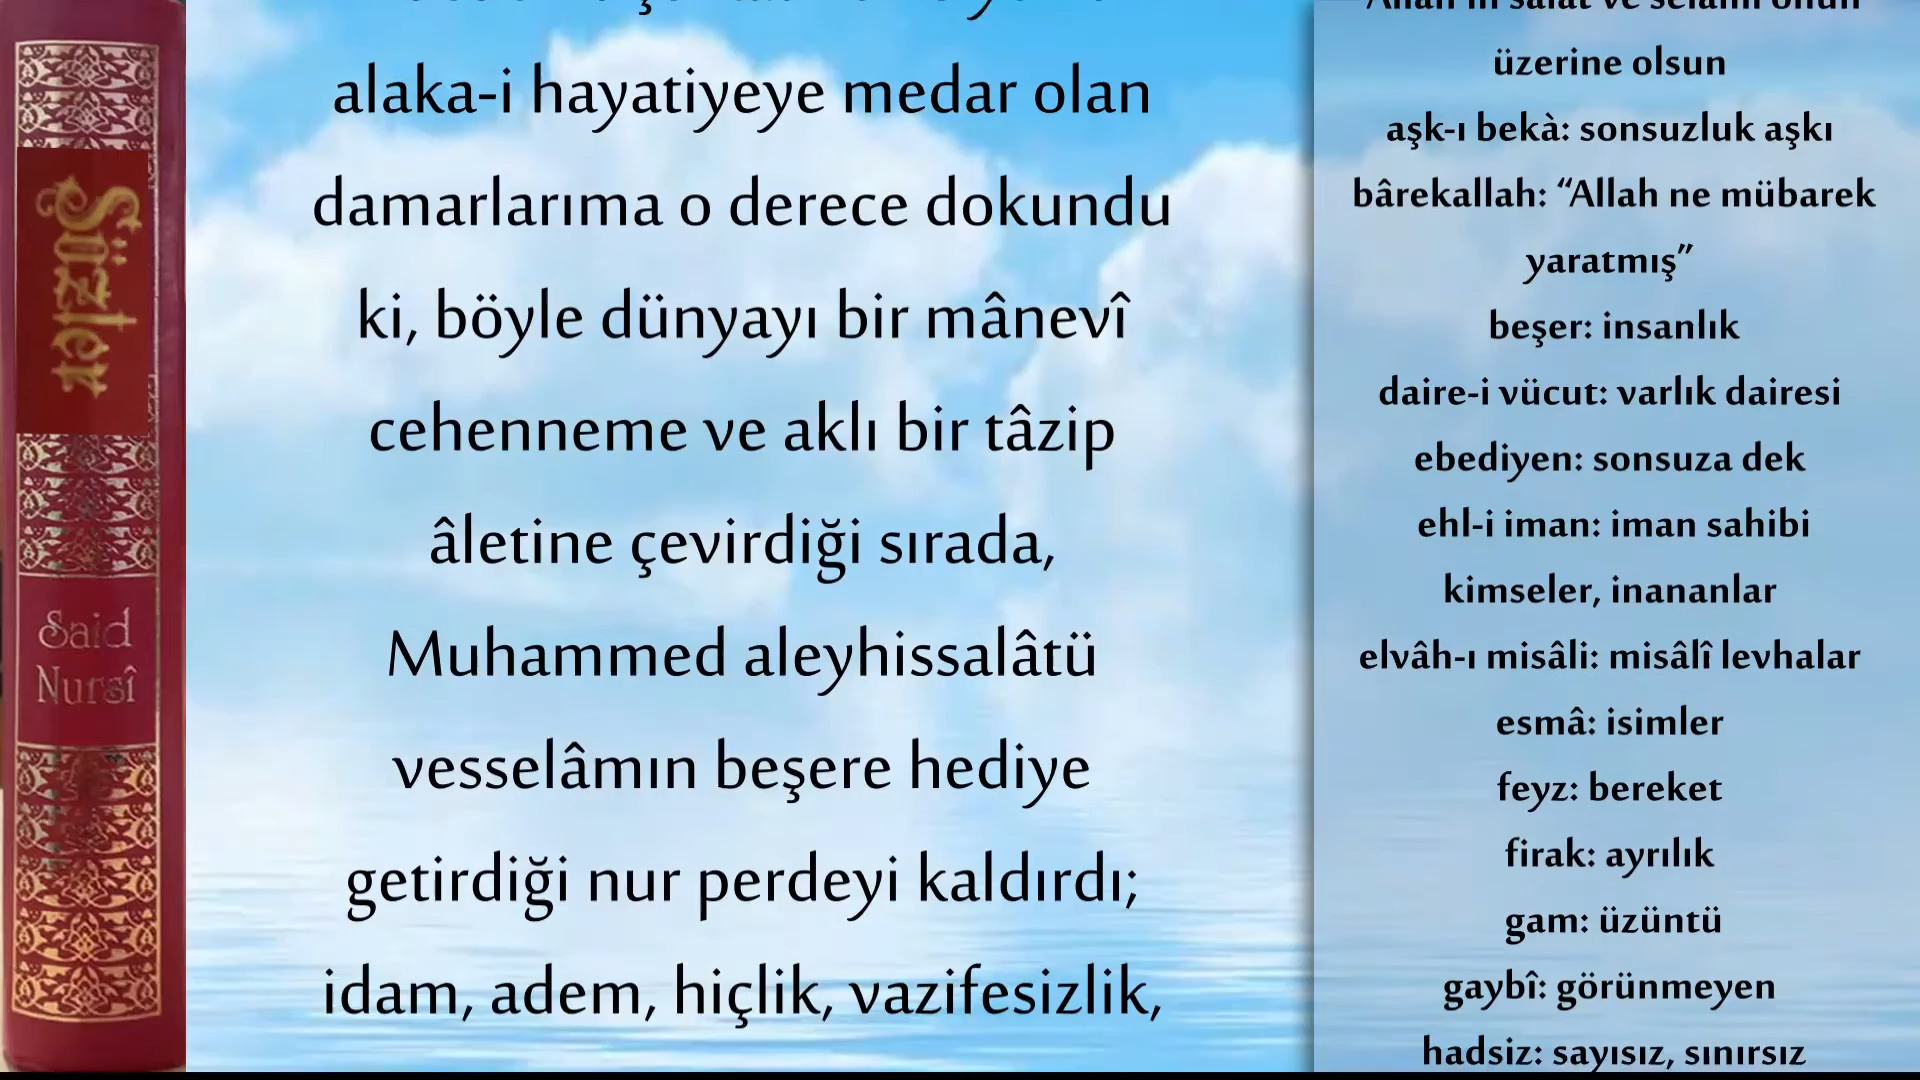 Sözler
Said
Nursî
alaka-i hayatiyeye medar olan
damarlarıma o derece dokundu
ki, böyle dünyayı bir mânevî
cehenneme ve aklı bir tâzip
âletine çevirdiği sırada,
Muhammed aleyhissalâtü
vesselâmın beşere hediye
getirdiği nur perdeyi kaldırdı;
idam, adem, hiçlik, vazifesizlik,
üzerine olsun
aşk-ı bekà: sonsuzluk aşkı
bârekallah: “Allah ne mübarek
yaratmış”
beşer: insanlık
daire-i vücut: varlık dairesi
ebediyen: sonsuza dek
ehl-i iman: iman sahibi
kimseler, inananlar
elvâh-ı misâli: misâlî levhalar
esmâ: isimler
feyz: bereket
firak: ayrılık
gam: üzüntü
gaybî: görünmeyen
hadsiz: sayısız, sınırsız